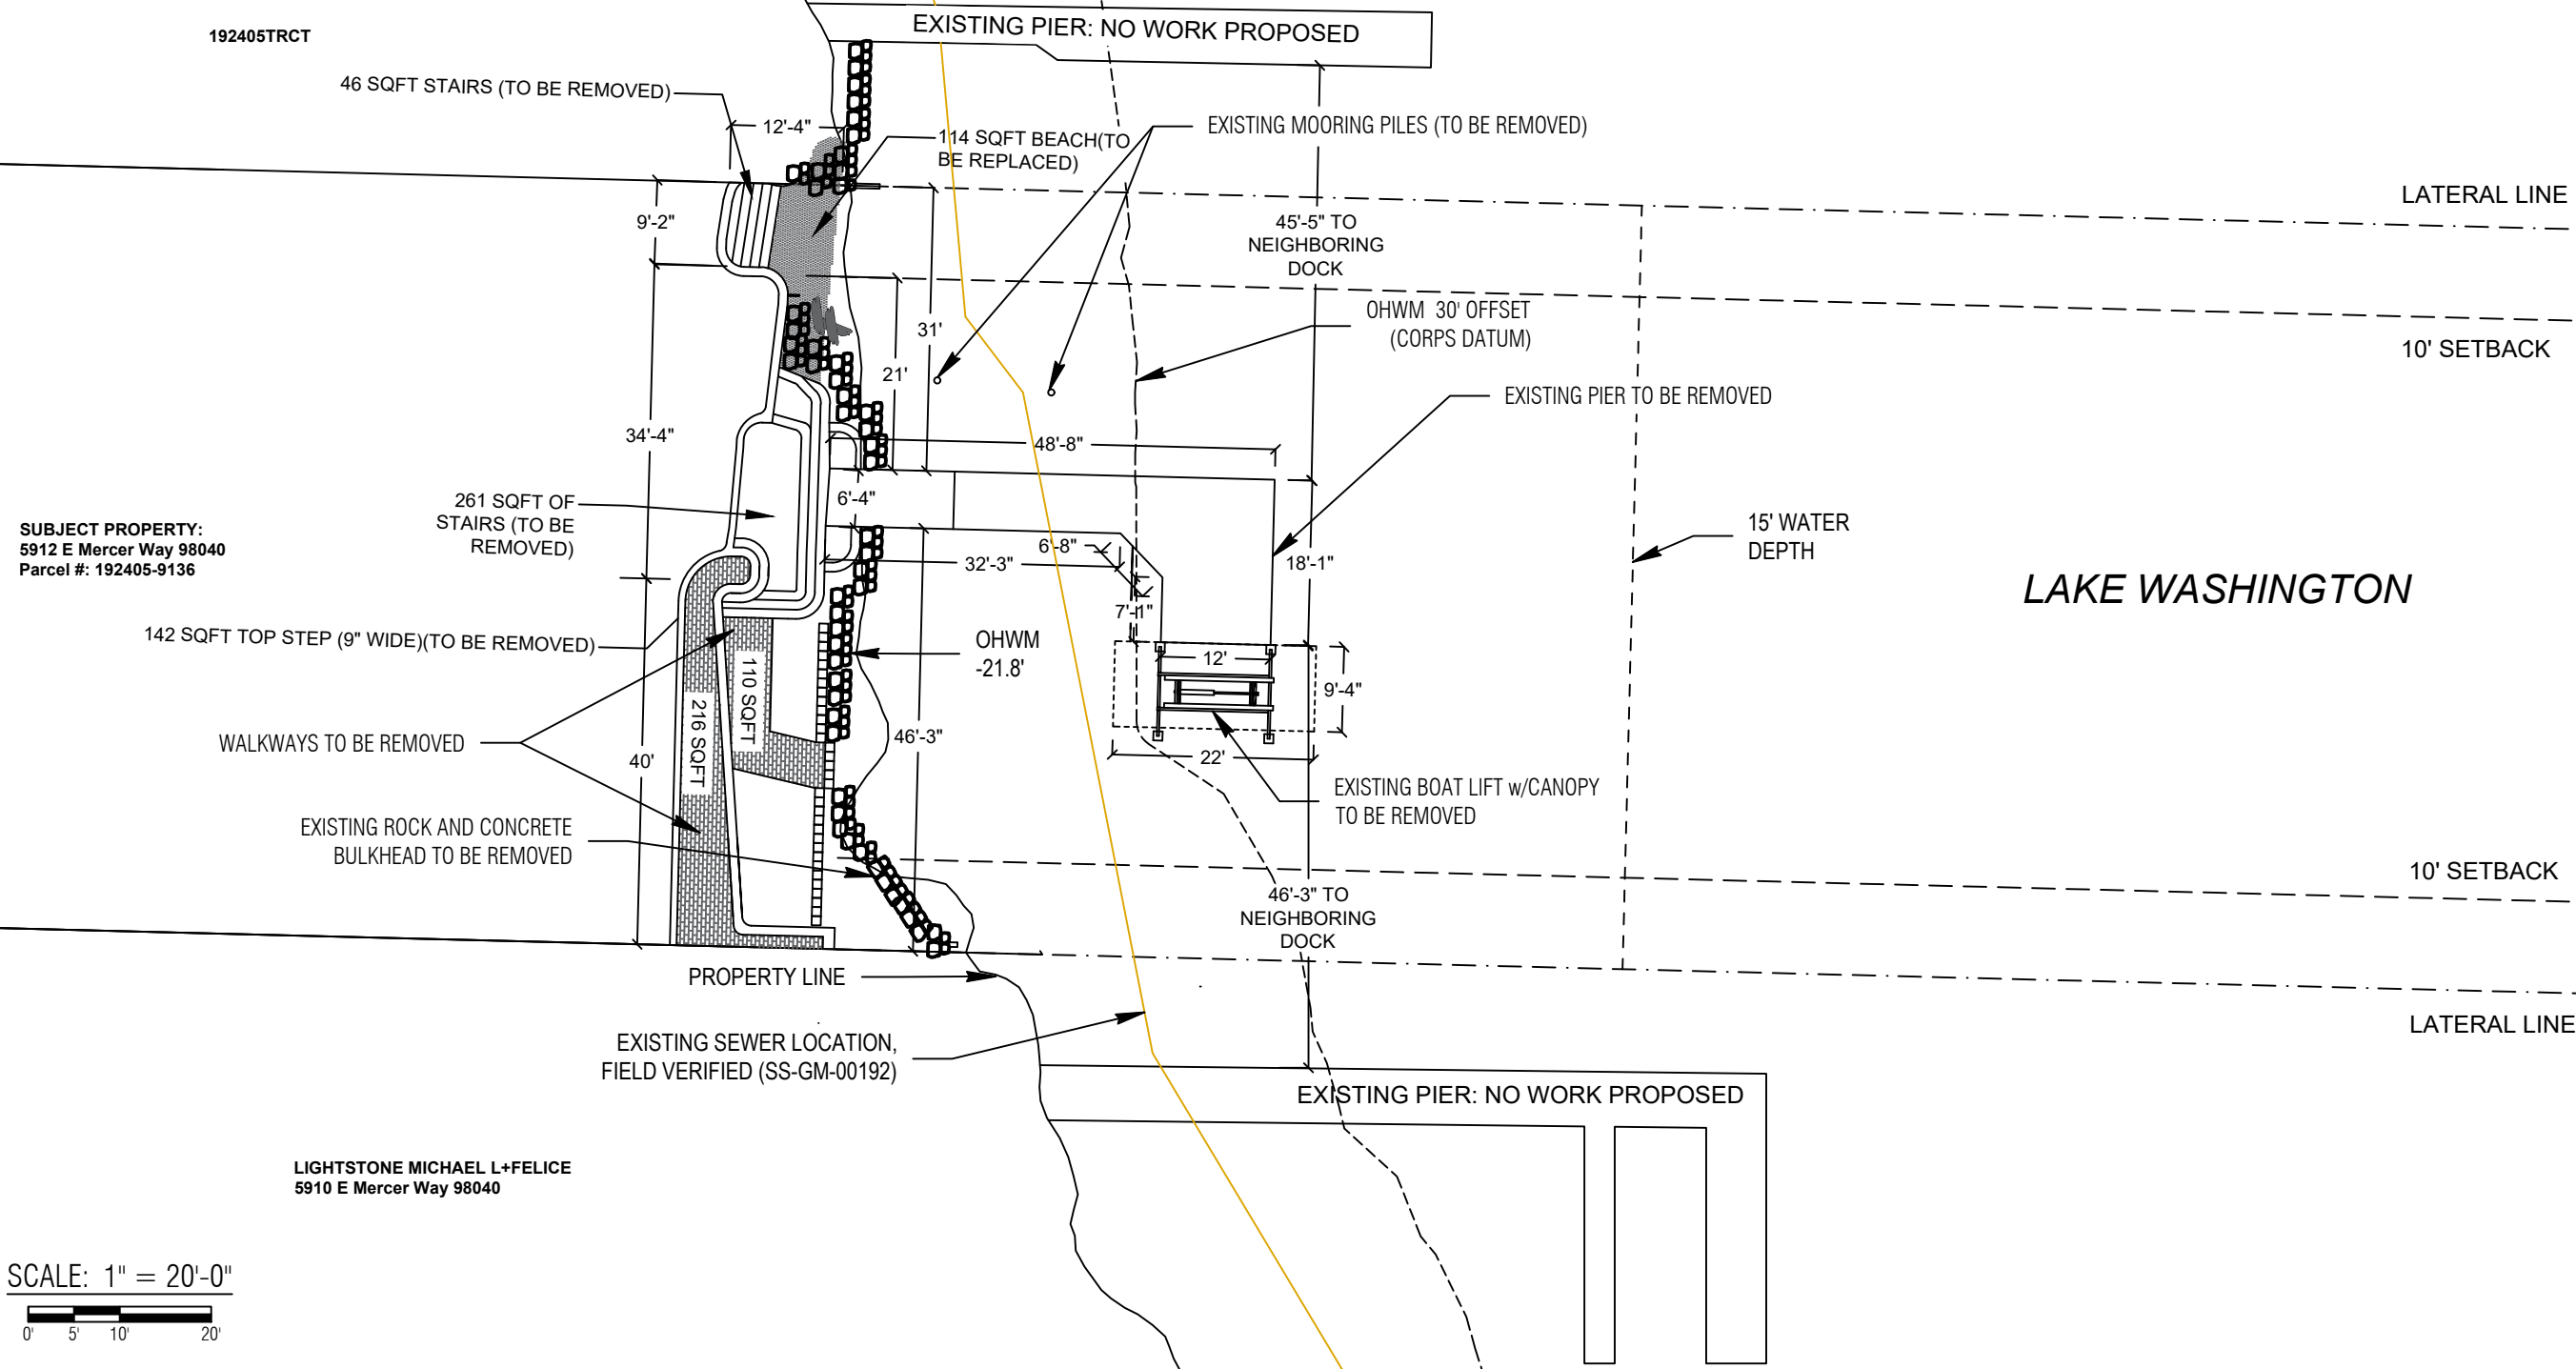 EXISTING PIER: NO WORK PROPOSED
192405TRCT
46 SQFT STAIRS (TO BE REMOVED)
12'-4"
114 SQFT BEACH(TO
BE REPLACED)
EXISTING MOORING PILES (TO BE REMOVED)
LATERAL LINE
9'-2"
45'-5" TO
NEIGHBORING
DOCK
31'
OHWM 30' OFFSET
(CORPS DATUM)
10' SETBACK
21'
EXISTING PIER TO BE REMOVED
34'-4"
48'-8"
6'-4"
261 SQFT OF
STAIRS (TO BE
REMOVED)
SUBJECT PROPERTY:
5912 E Mercer Way 98040
Parcel #: 192405-9136
15' WATER
DEPTH
6'-8"
32'-3"
18'-1"
LAKE WASHINGTON
7'-1"
142 SQFT TOP STEP (9" WIDE)(TO BE REMOVED)
OHWM
-21.8'
12'
9'-4"
110 SQFT
216 SQFT
WALKWAYS TO BE REMOVED
46'-3"
40'
22'
EXISTING BOAT LIFT w/CANOPY
TO BE REMOVED
EXISTING ROCK AND CONCRETE
BULKHEAD TO BE REMOVED
10' SETBACK
46'-3" TO
NEIGHBORING
DOCK
PROPERTY LINE
LATERAL LINE
EXISTING SEWER LOCATION,
FIELD VERIFIED (SS-GM-00192)
EXISTING PIER: NO WORK PROPOSED
LIGHTSTONE MICHAEL L+FELICE
5910 E Mercer Way 98040
SCALE: 1" = 20'-0"
0' 5' 10' 20'